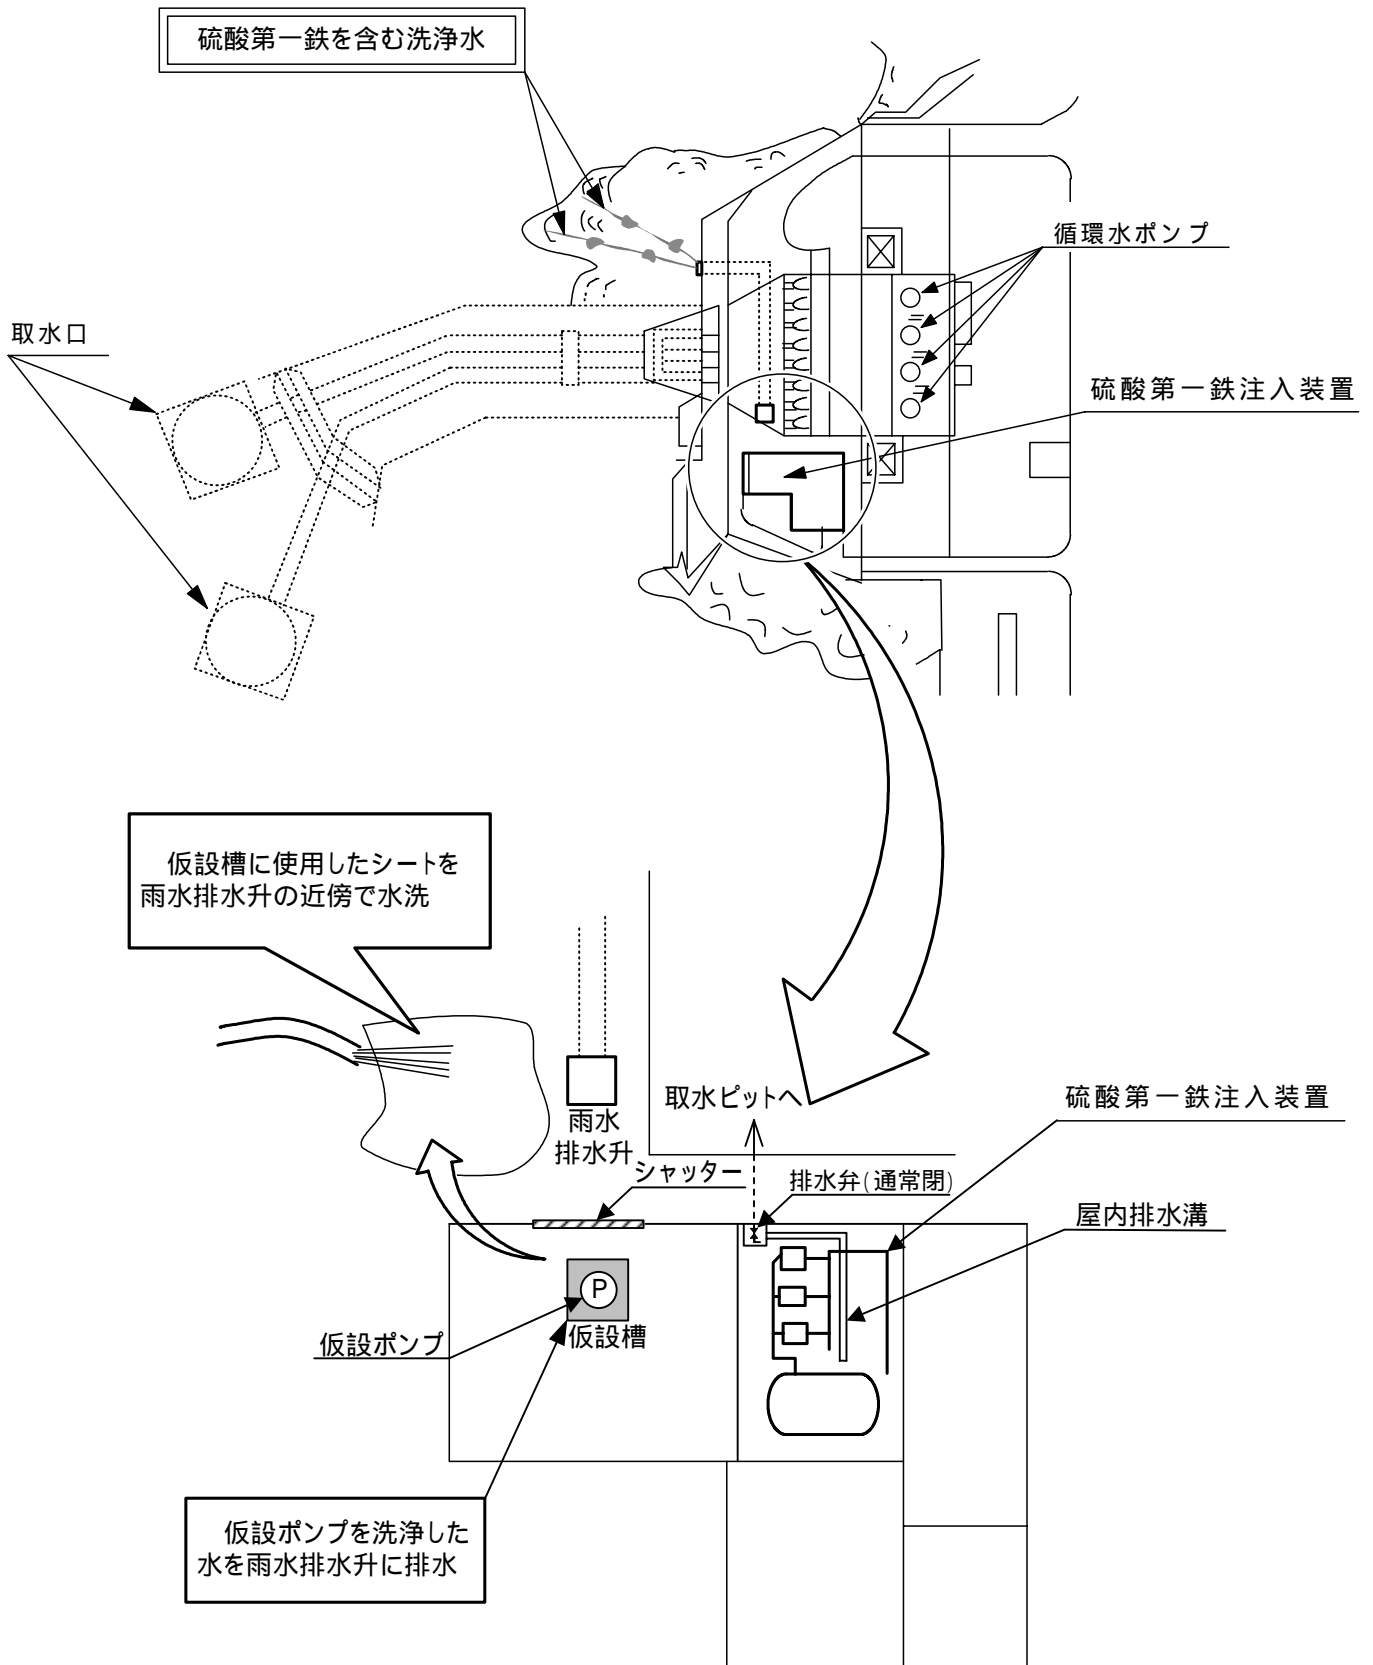 硫酸第一鉄を含む洗浄水
循環水ポンプ
取水口
硫酸第一鉄注入装置
仮設槽に使用したシートを
雨水排水升の近傍で水洗
取水ピットへ
硫酸第一鉄注入装置
雨水
排水升
シャッター
排水弁(通常閉)
屋内排水溝
P
仮設ポンプ
仮設槽
仮設ポンプを洗浄した
水を雨水排水升に排水